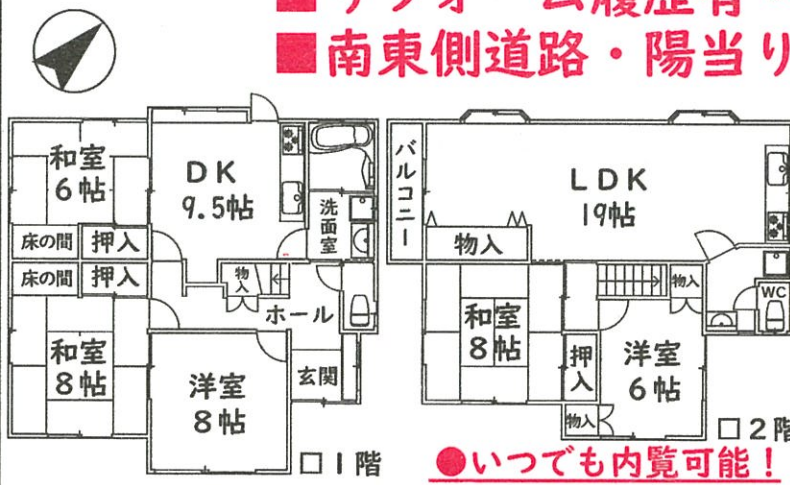 ■南東側道路・陽当り
和室
6帖
DK
9.5帖
洗面室
床の間
押入
床の間
押入
物入
ホール
和室
8帖
洋室
8帖
玄関
□1階
バルコニー
LDK
19帖
物入
和室
8帖
押入
物入
洋室
6帖
物入
WC
□2階
●いつでも内覧可能！